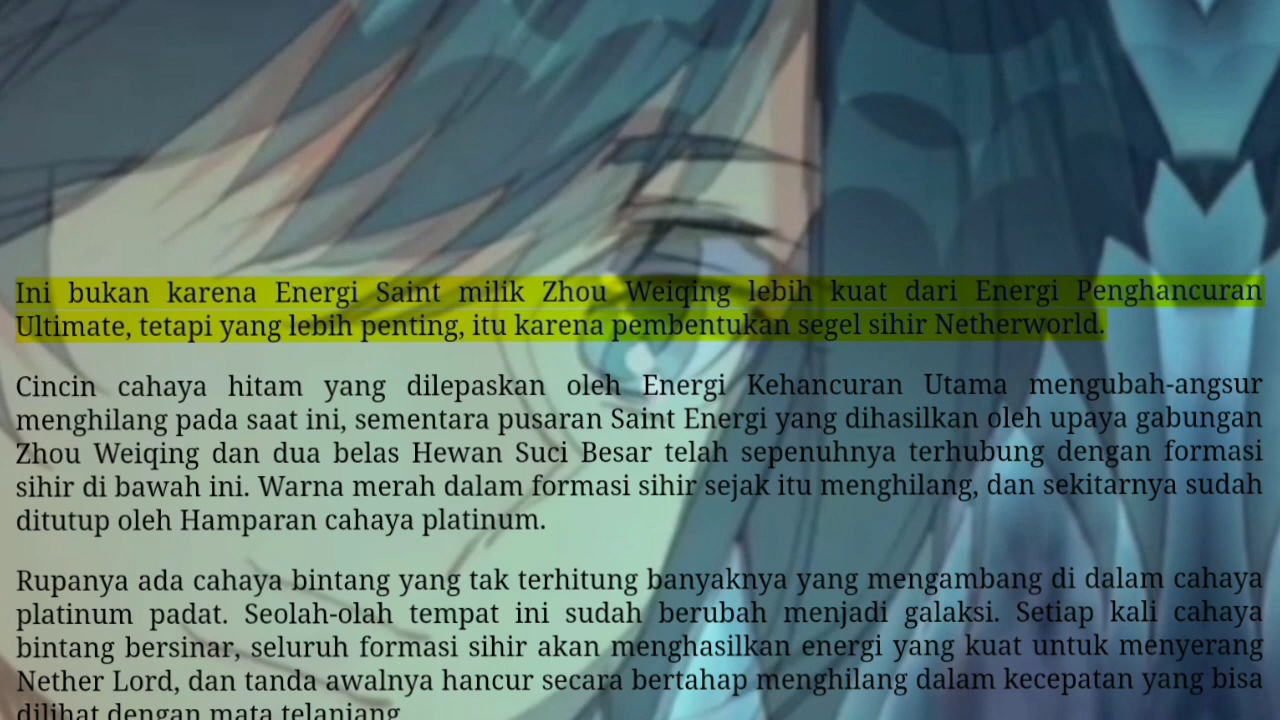 Ini bukan karena Energi Saint milik Zhou Weiqing lebih kuat dari Energi Penghancuran
Ultimate, tetapi yang lebih penting, itu karena pembentukan segel sihir Netherworld.
Cincin cahaya hitam yang dilepaskan oleh Energi Kehancuran Utama mengubah-angsur
menghilang pada saat ini, sementara pusaran Saint Energi yang dihasilkan oleh upaya gabungan
Zhou Weiqing dan dua belas Hewan Suci Besar telah sepenuhnya terhubung dengan formasi
sihir di bawah ini. Warna merah dalam formasi sihir sejak itu menghilang, dan sekitarnya sudah
ditutup oleh Hamparan cahaya platinum.
Rupanya ada cahaya bintang yang tak terhitung banyaknya yang mengambang di dalam cahaya
platinum padat. Seolah-olah tempat ini sudah berubah menjadi galaksi. Setiap kali cahaya
bintang bersinar, seluruh formasi sihir akan menghasilkan energi yang kuat untuk menyerang
Nether Lord, dan tanda awalnya hancur secara bertahap menghilang dalam kecepatan yang bisa
dilihat dengan mata telanjang